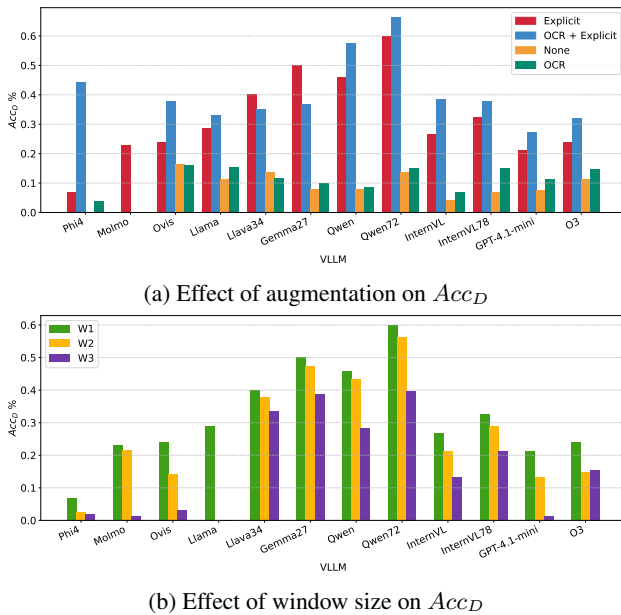 0.6
0.5
0.4
0.3
0.2
0.1
0.0
Acc_D %
Explicit
OCR + Explicit
None
OCR
Phi4 Molmo Ovis Llama Llava34 Gemma27 Qwen Qwen72 InternVL InternVL78 GPT-4.1-mini O3
VLLM
(a) Effect of augmentation on Acc_D
0.6
0.5
0.4
0.3
0.2
0.1
0.0
Acc_D %
W1
W2
W3
Phi4 Molmo Ovis Llama Llava34 Gemma27 Qwen Qwen72 InternVL InternVL78 GPT-4.1-mini O3
VLLM
(b) Effect of window size on Acc_D